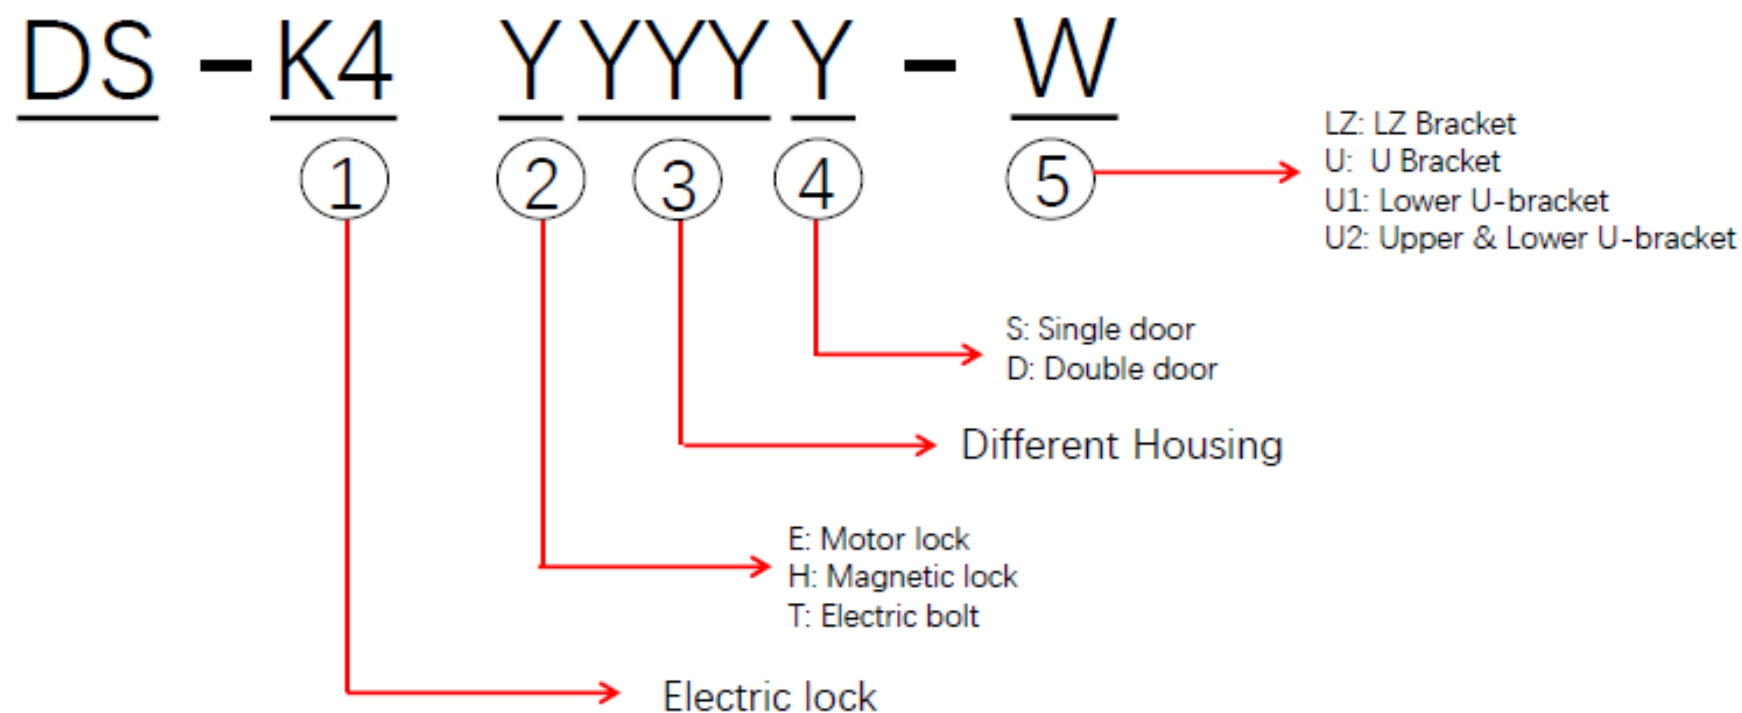 DS - K4 Y YYY Y - W
1 2 3 4 5
LZ: LZ Bracket
U: U Bracket
U1: Lower U-bracket
U2: Upper & Lower U-bracket
S: Single door
D: Double door
Different Housing
E: Motor lock
H: Magnetic lock
T: Electric bolt
Electric lock